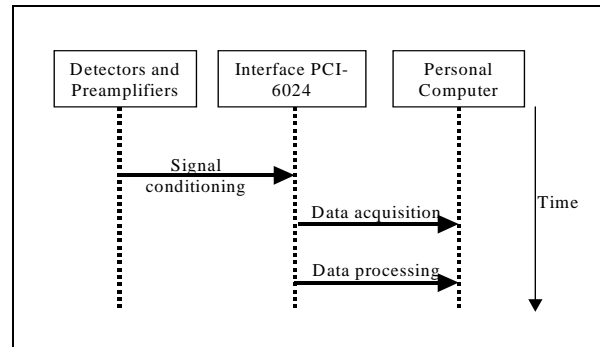 Detectors and
Preamplifiers
Interface PCI-
6024
Personal
Computer
Signal
conditioning
Data acquisition
Time
Data processing